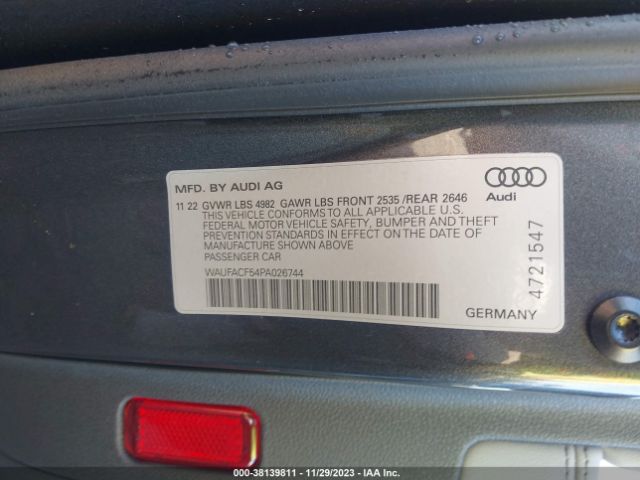 MFD. BY AUDI AG
11 22 GVWR LBS 4982 GAWR LBS FRONT 2535 /REAR 2646
THIS VEHICLE CONFORMS TO ALL APPLICABLE U.S.
FEDERAL MOTOR VEHICLE SAFETY, BUMPER AND THEFT
PREVENTION STANDARDS IN EFFECT ON THE DATE OF
MANUFACTURE SHOWN ABOVE
PASSENGER CAR
WAUFACF54PA026744
Audi
4721547
GERMANY
000-38139811 - 11/29/2023 - IAA Inc.